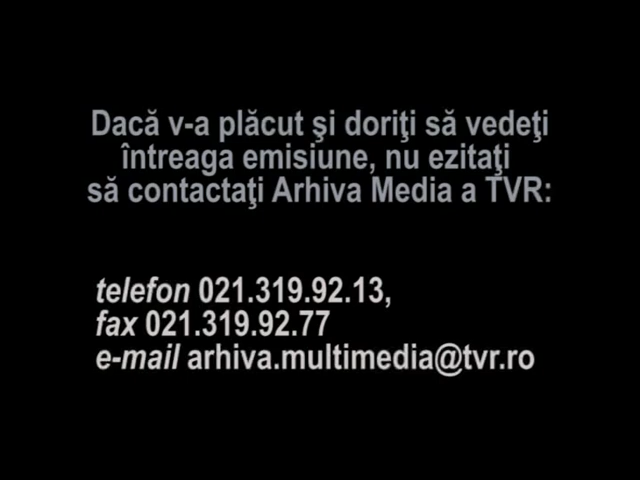 Dacă v-a plăcut şi doriţi să vedeţi
întreaga emisiune, nu ezitaţi
să contactaţi Arhiva Media a TVR:
telefon 021.319.92.13,
fax 021.319.92.77
e-mail arhiva.multimedia@tvr.ro